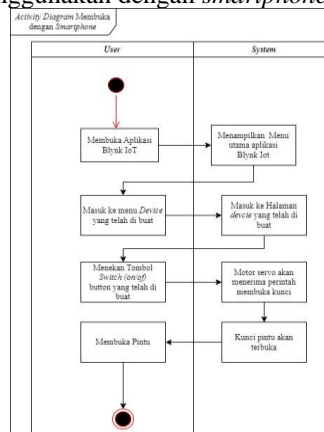 nggunakan dengan smartphone
Activity Diagram Membuka
dengan Smartphone
User
System
Membuka Aplikasi
Blynk IoT
Menampilkan Menu
utama aplikasi
Blynk Iot
Masuk ke menu Device
yang telah di buat
Masuk ke Halaman
devcie yang telah di
buat
Menekan Tombol
Switch (on/of)
button yang telah di
buat
Motor servo akan
menerima perintah
membuka kunci
Membuka Pintu
Kunci pintu akan
terbuka